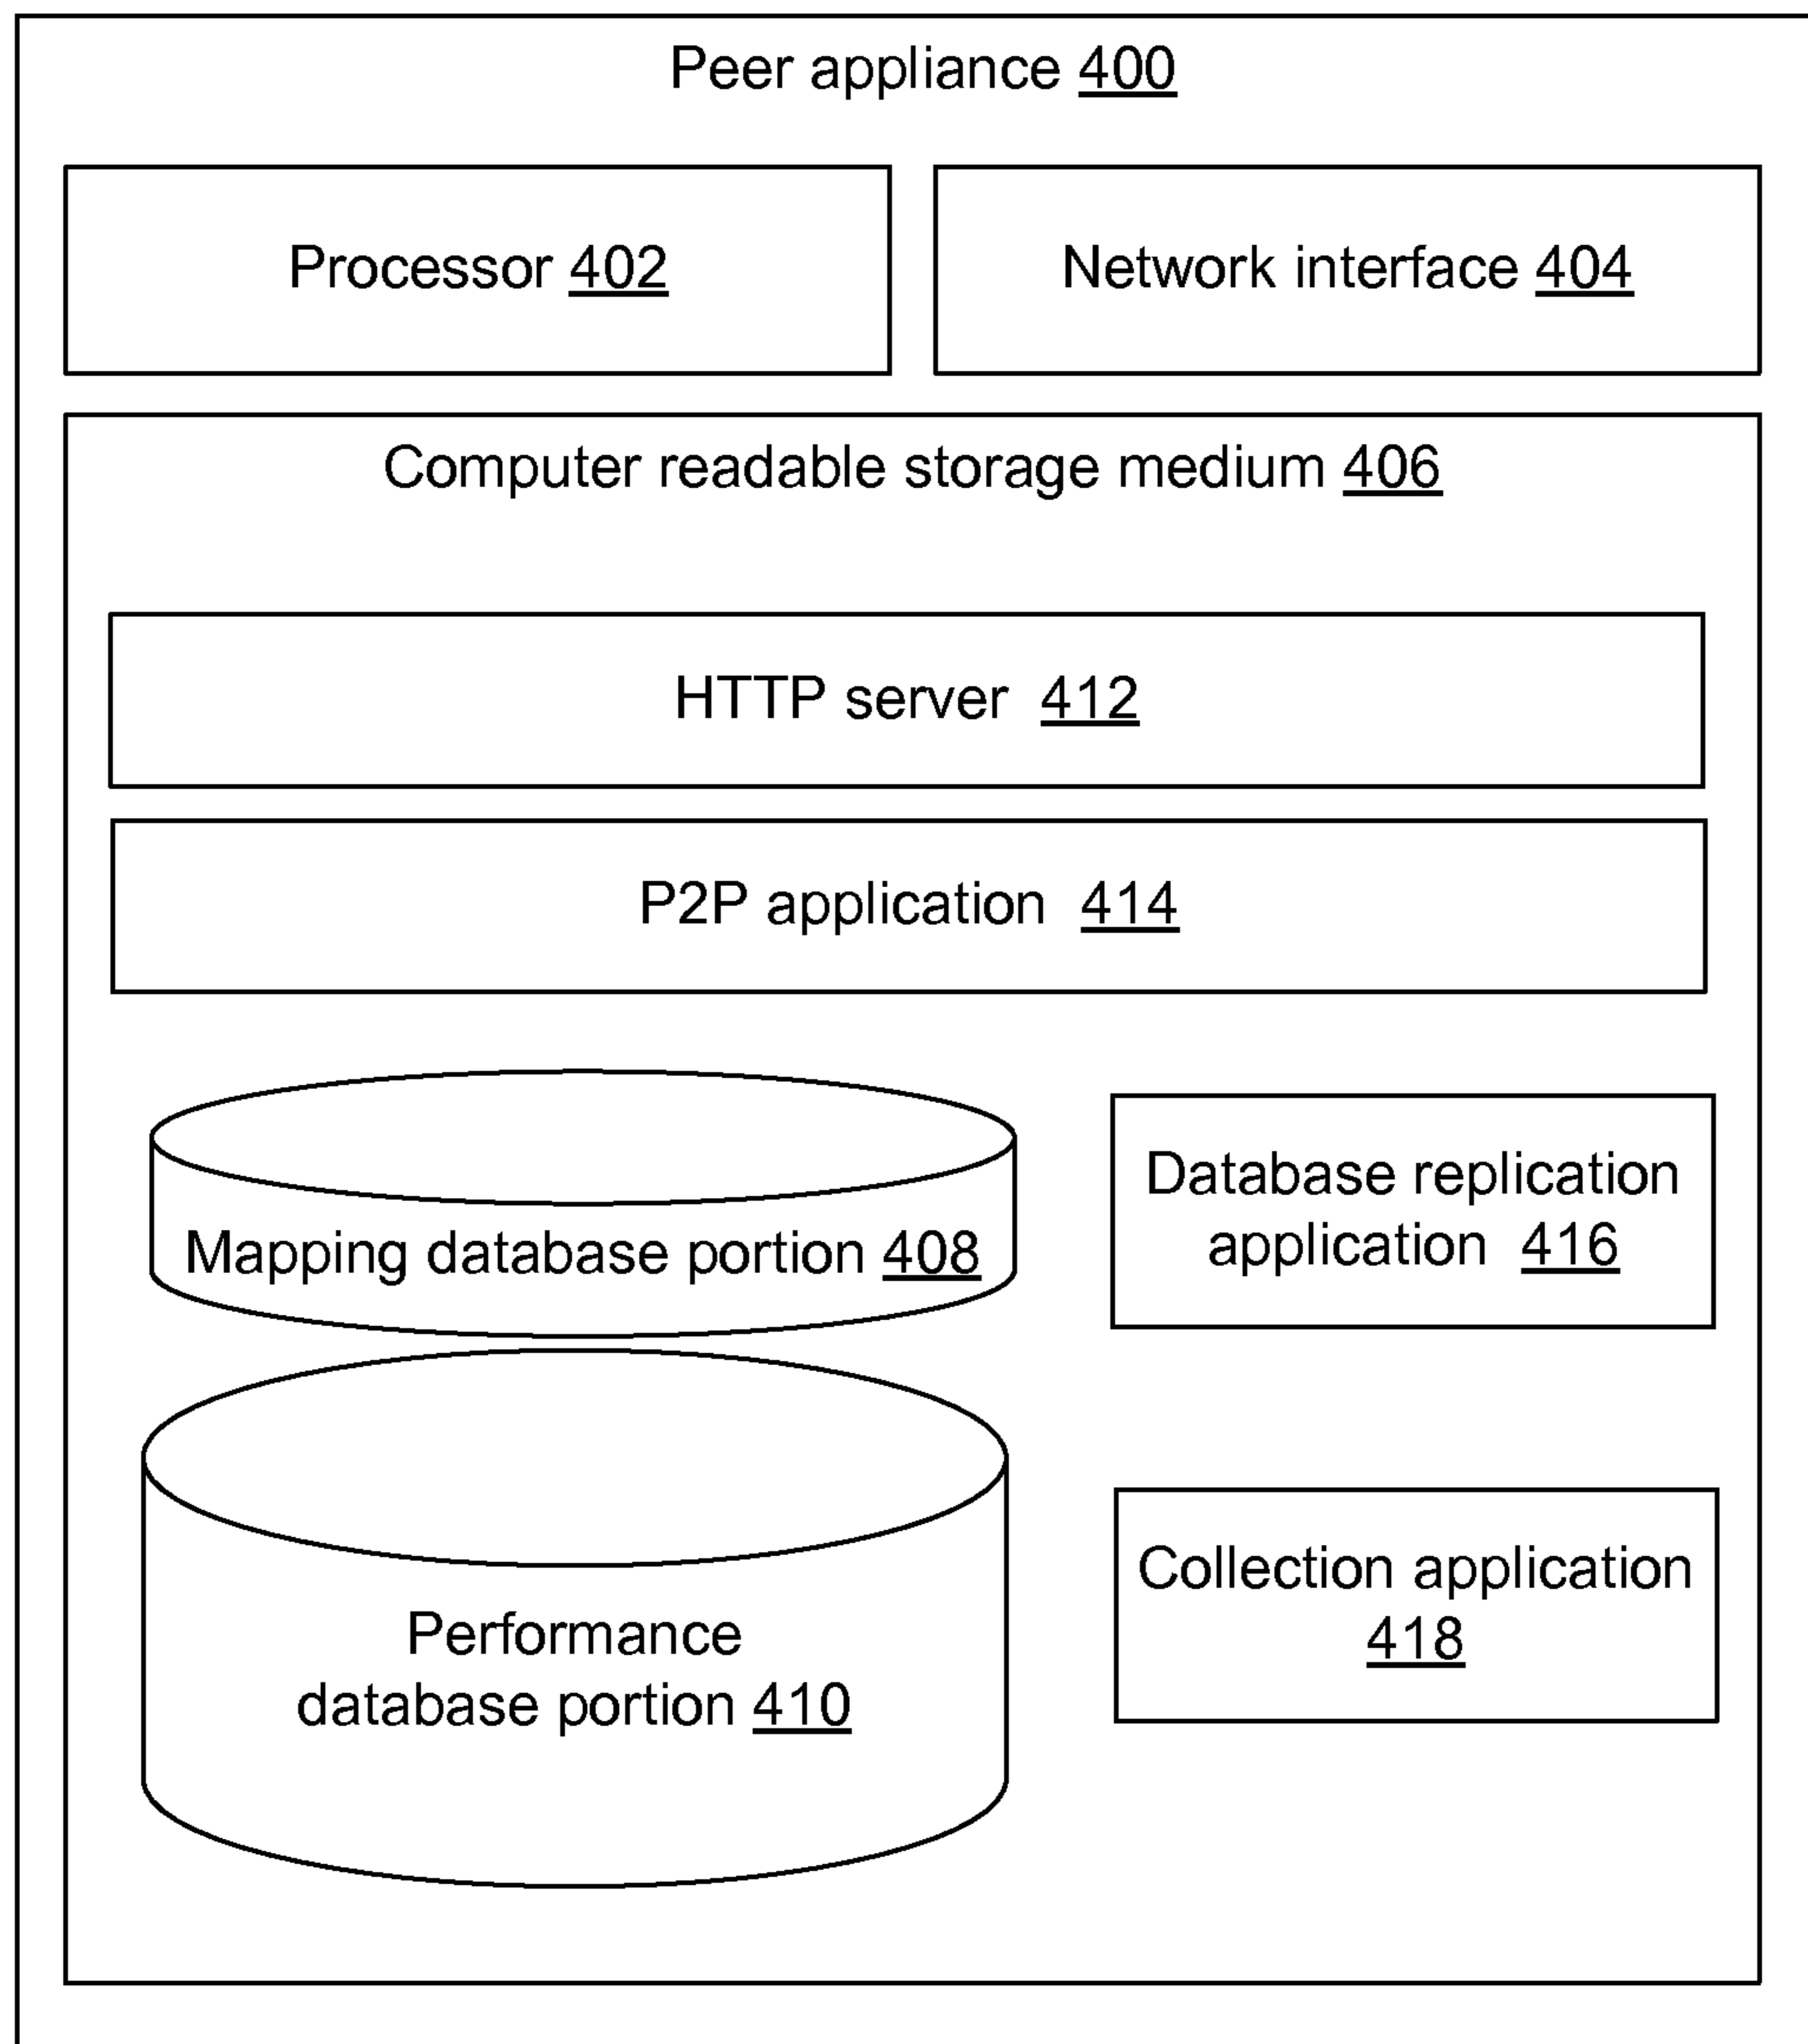 Peer appliance 400
Processor 402
Network interface 404
Computer readable storage medium 406
HTTP server 412
P2P application 414
Mapping database portion 408
Database replication
application 416
Performance
database portion 410
Collection application
418